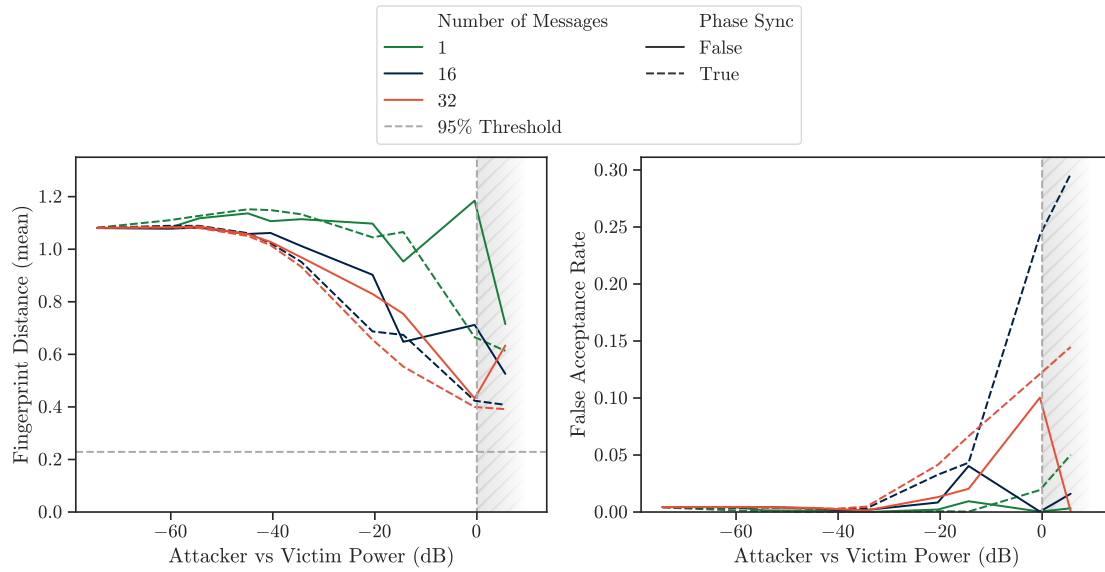 Number of Messages
1
16
32
95% Threshold
Phase Sync
False
True
Fingerprint Distance (mean)
1.2
1.0
0.8
0.6
0.4
0.2
0.0
−60
−40
−20
0
Attacker vs Victim Power (dB)
False Acceptance Rate
0.30
0.25
0.20
0.15
0.10
0.05
0.00
−60
−40
−20
0
Attacker vs Victim Power (dB)